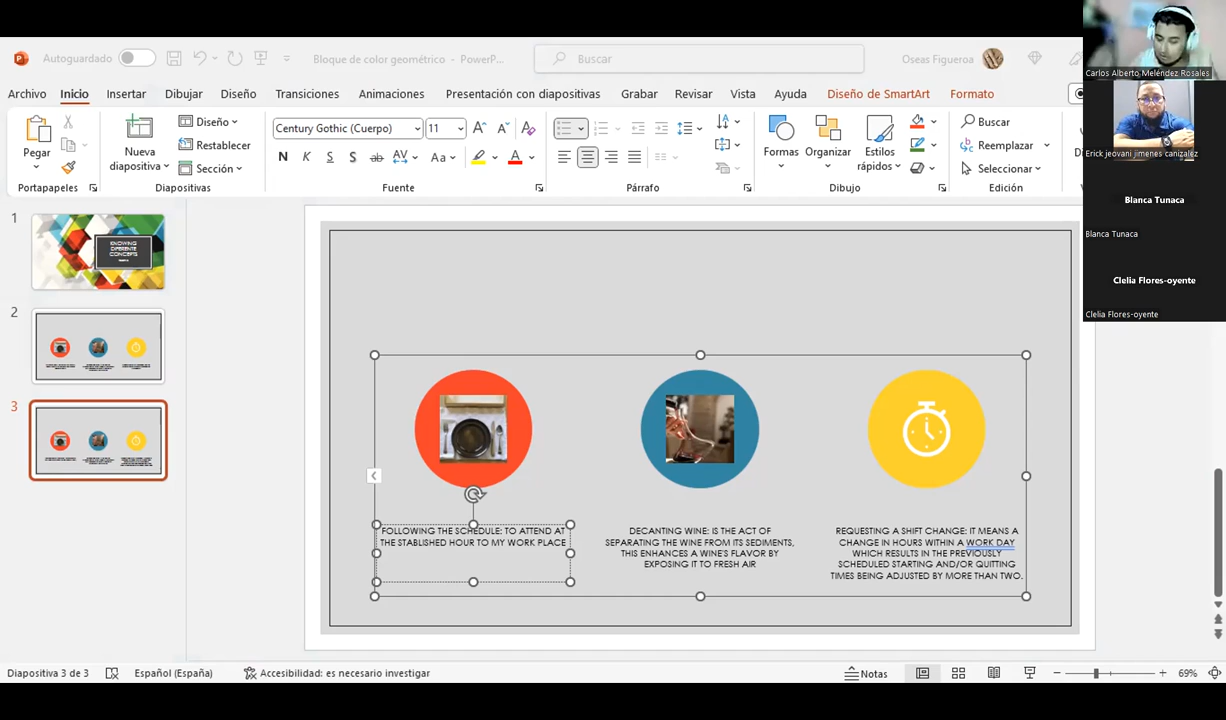 Autoguardado
Bloque de color geométrico - PowerP...
Buscar
Oseas Figueroa
Archivo
Inicio
Insertar
Dibujar
Diseño
Transiciones
Animaciones
Presentación con diapositivas
Grabar
Revisar
Vista
Ayuda
Diseño de SmartArt
Formato
Pegar
Portapapeles
Nueva
diapositiva
Diseño
Restablecer
Sección
Diapositivas
Century Gothic (Cuerpo)
11
N K S S ab AV Aa A
Fuente
Párrafo
Formas
Organizar
Estilos
rápidos
Dibujo
Buscar
Reemplazar
Seleccionar
Edición
Carlos Alberto Meléndez Rosales
Erick jeovani jimenes canizalez
Blanca Tunaca
Blanca Tunaca
Clelia Flores-oyente
Clelia Flores-oyente
1
KNOWING
DIFERENTE
CONCEPTS
2
3
FOLLOWING THE SCHEDULE: TO ATTEND AT
THE STABLISHED HOUR TO MY WORK PLACE
DECANTING WINE: IS THE ACT OF
SEPARATING THE WINE FROM ITS SEDIMENTS,
THIS ENHANCES A WINE'S FLAVOR BY
EXPOSING IT TO FRESH AIR
REQUESTING A SHIFT CHANGE: IT MEANS A
CHANGE IN HOURS WITHIN A WORK DAY
WHICH RESULTS IN THE PREVIOUSLY
SCHEDULED STARTING AND/OR QUITTING
TIMES BEING ADJUSTED BY MORE THAN TWO.
Diapositiva 3 de 3
Español (España)
Accesibilidad: es necesario investigar
Notas
69%